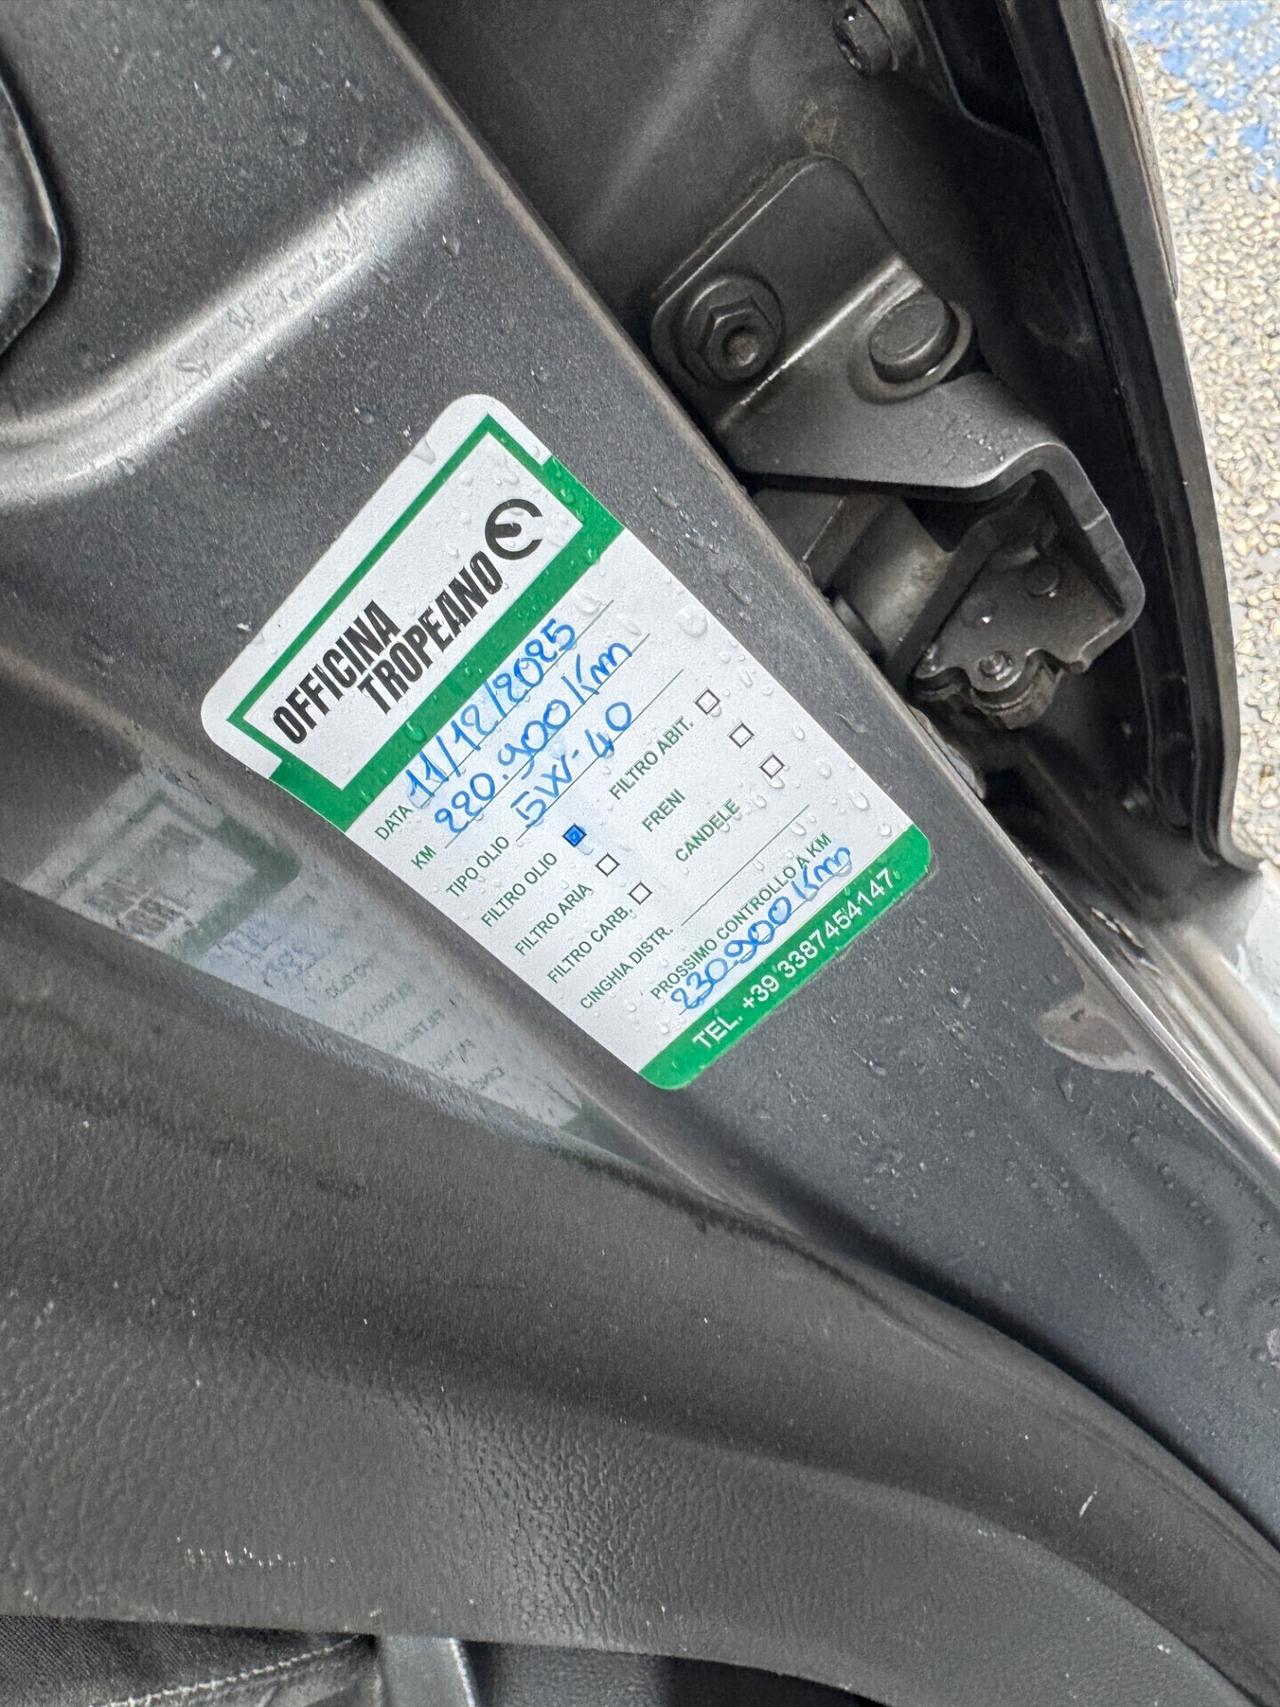 OFFICINA
TROPEANO
DATA 11/12/2025
KM 220.900 Km
TIPO OLIO 5W-40
FILTRO OLIO
FILTRO ABIT.
FILTRO ARIA
FRENI
FILTRO CARB.
CANDELE
CINGHIA DISTR.
PROSSIMO CONTROLLO A KM
230.900 Km
TEL. +39 3387454147